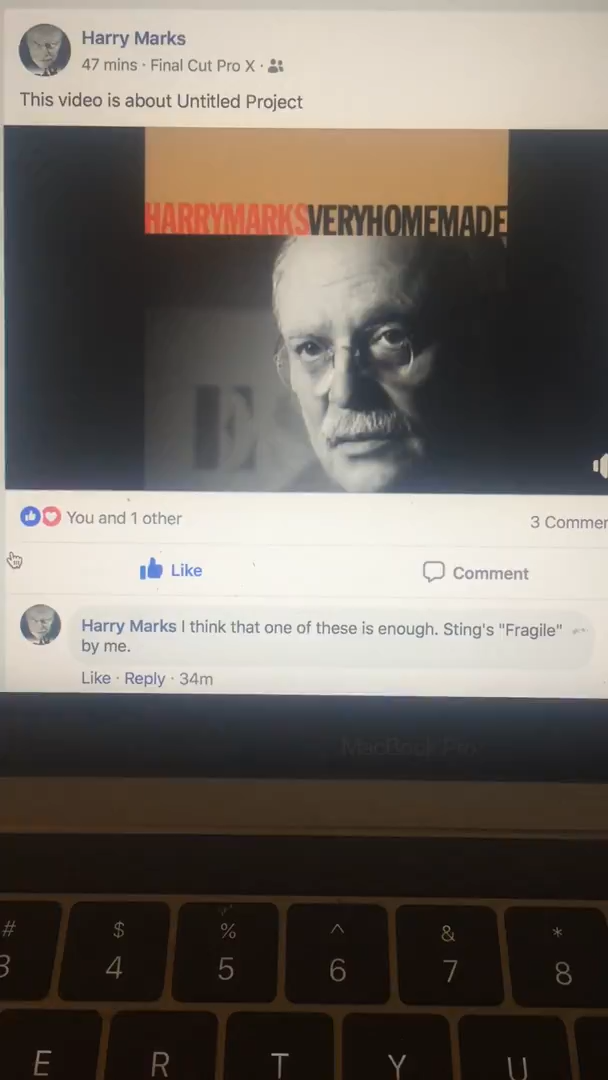 Harry Marks
47 mins · Final Cut Pro X ·
This video is about Untitled Project
HARRYMARKSVERYHOMEMADE
E
You and 1 other
3 Commen
Like
Comment
Harry Marks I think that one of these is enough. Sting's "Fragile"
by me.
Like · Reply · 34m
MacBook Pro
# $ % ^ & *
3 4 5 6 7 8
E R T Y U